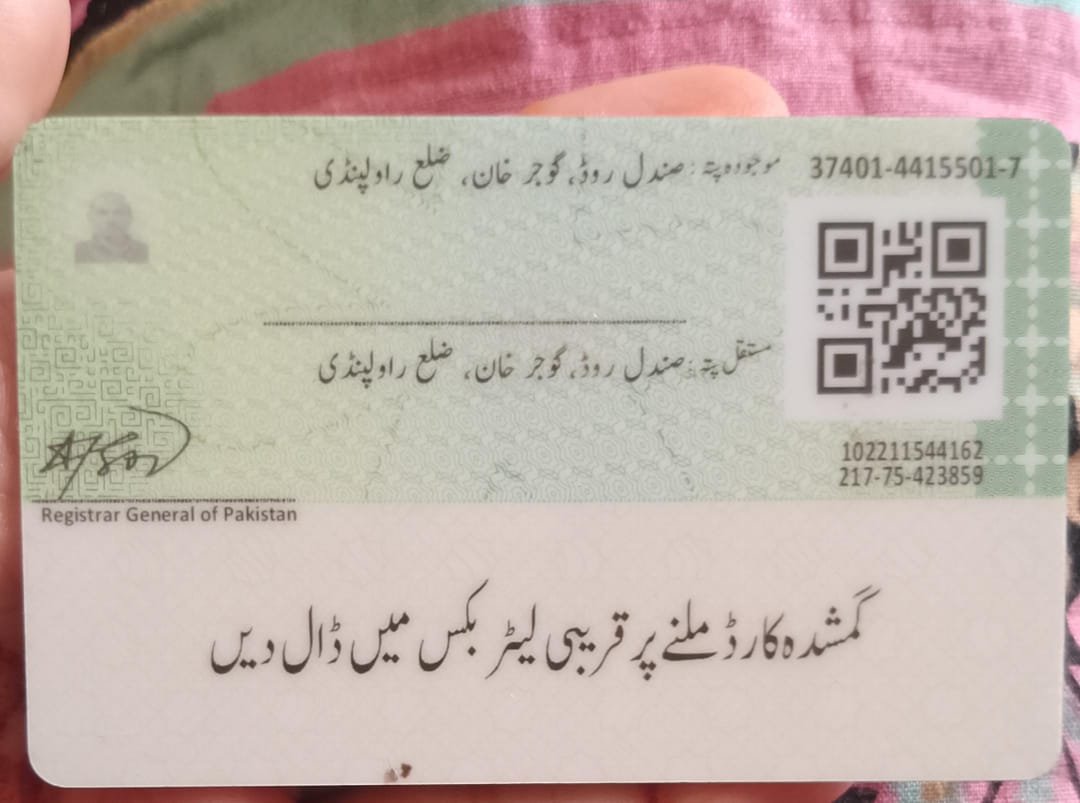 موجودہ پتہ: صندل روڈ، گوجر خان، ضلع راولپنڈی
37401-4415501-7
مستقل پتہ: صندل روڈ، گوجر خان، ضلع راولپنڈی
102211544162
217-75-423859
Registrar General of Pakistan
گمشدہ کارڈ ملنے پر قریبی لیٹر بکس میں ڈال دیں